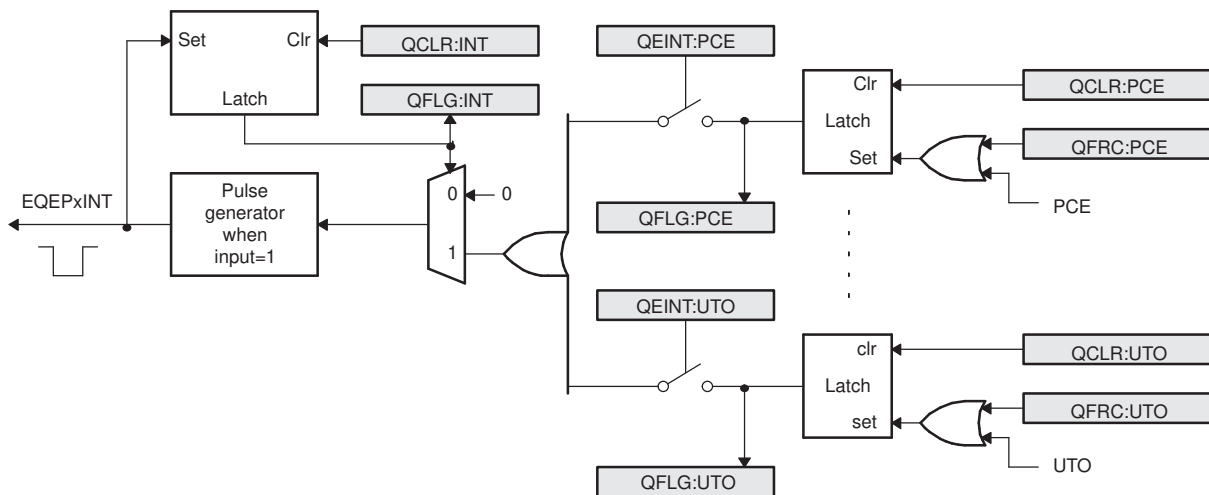 Set
Clr
Latch
QCLR:INT
QFLG:INT
EQEPxINT
Pulse
generator
when
input=1
0
0
1
QEINT:PCE
QFLG:PCE
Clr
Latch
Set
QCLR:PCE
QFRC:PCE
PCE
QEINT:UTO
QFLG:UTO
clr
Latch
set
QCLR:UTO
QFRC:UTO
UTO